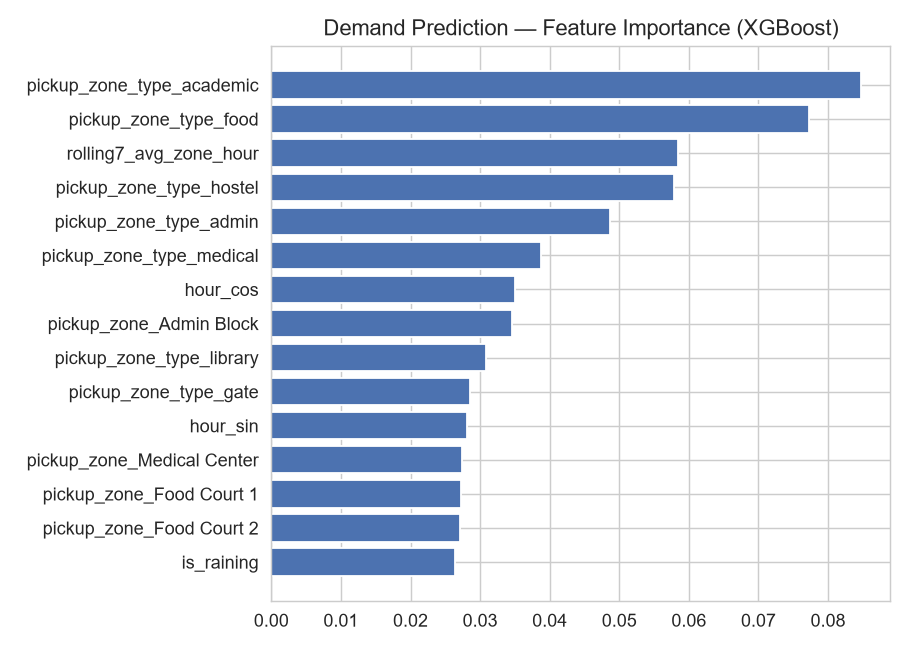 Demand Prediction — Feature Importance (XGBoost)
pickup_zone_type_academic
pickup_zone_type_food
rolling7_avg_zone_hour
pickup_zone_type_hostel
pickup_zone_type_admin
pickup_zone_type_medical
hour_cos
pickup_zone_Admin Block
pickup_zone_type_library
pickup_zone_type_gate
hour_sin
pickup_zone_Medical Center
pickup_zone_Food Court 1
pickup_zone_Food Court 2
is_raining
0.00 0.01 0.02 0.03 0.04 0.05 0.06 0.07 0.08